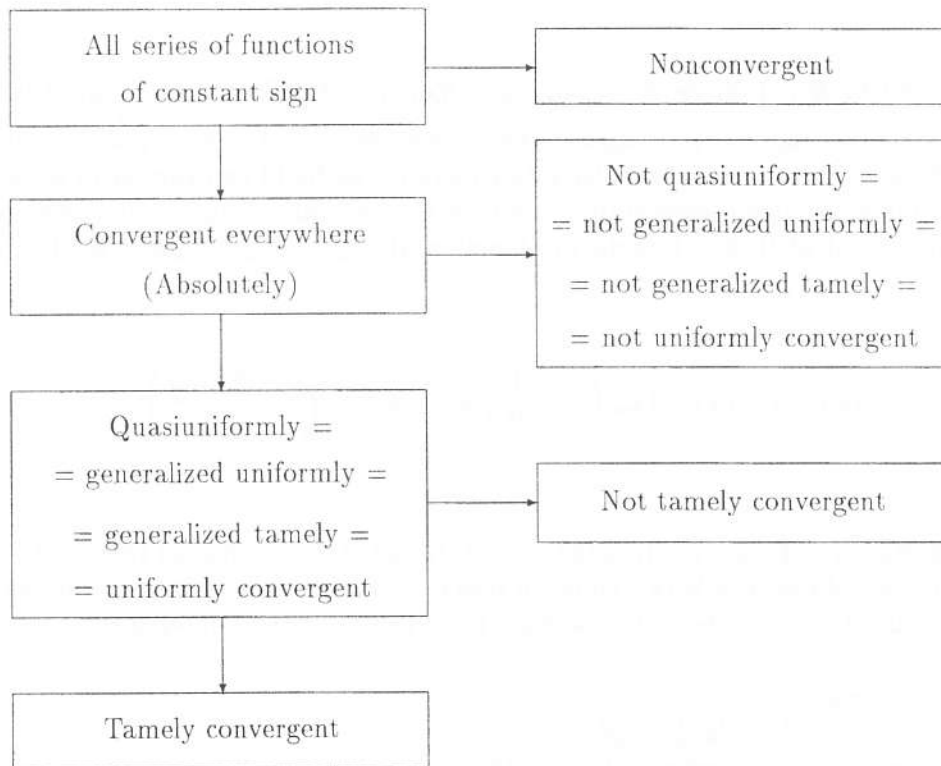 All series of functions
of constant sign
Nonconvergent
Convergent everywhere
(Absolutely)
Not quasiuniformly =
= not generalized uniformly =
= not generalized tamely =
= not uniformly convergent
Quasiuniformly =
= generalized uniformly =
= generalized tamely =
= uniformly convergent
Not tamely convergent
Tamely convergent